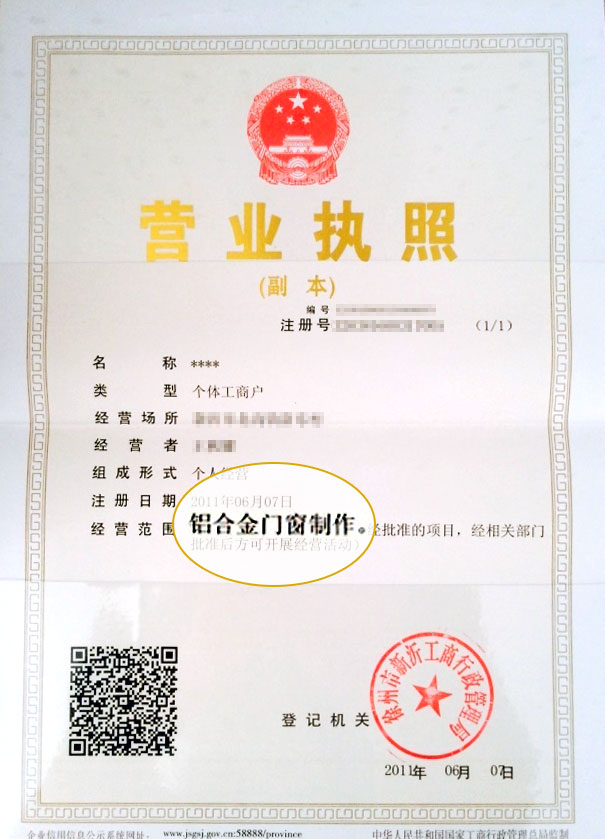 营业执照
(副 本)
编 号
注册号 (1/1)
名 称 ****
类 型 个体工商户
经 营 场 所
经 营 者
组 成 形 式 个人经营
注 册 日 期 2011年06月07日
经 营 范 围 铝合金门窗制作。经批准的项目，经相关部门
批准后方可开展经营活动）
徐州市新沂工商行政管理局
登 记 机 关
2011年 06月 07日
企业信用信息公示系统网址： www.jsgsj.gov.cn:58888/province 中华人民共和国国家工商行政管理总局监制